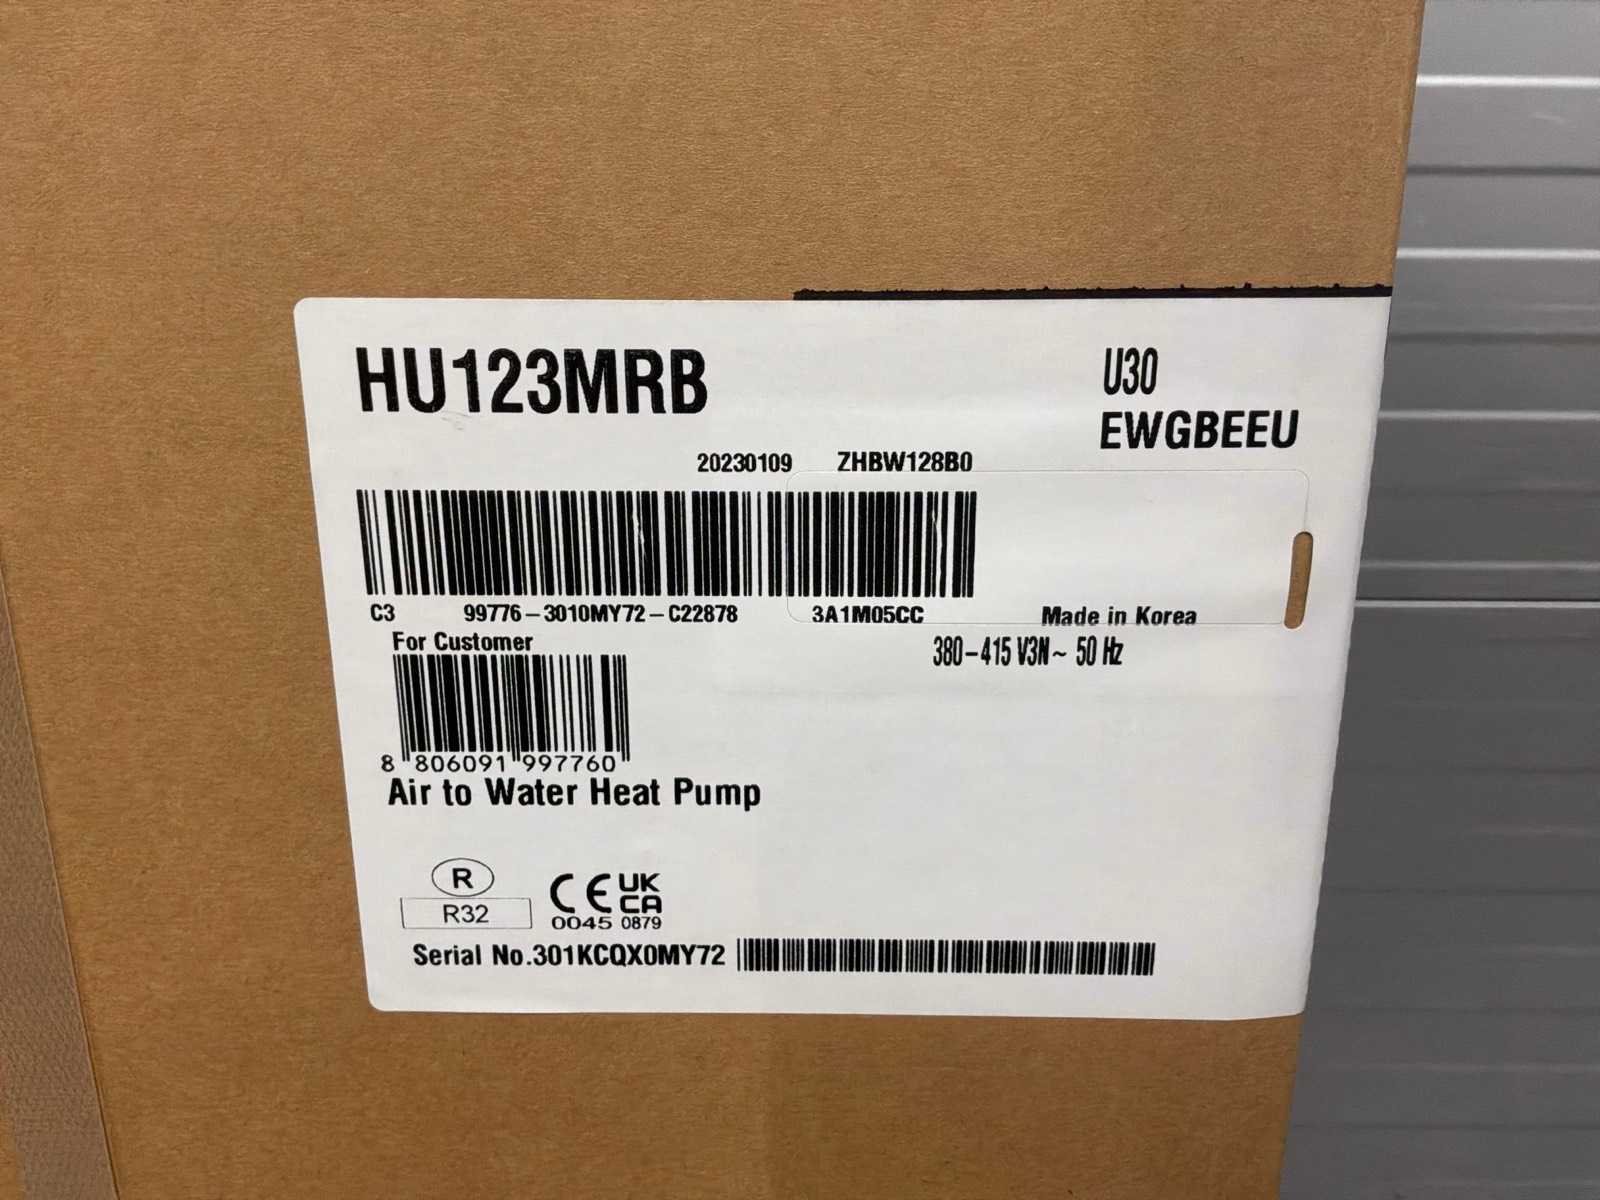 HU123MRB
U30
EWGBEEU
20230109 ZHBW128B0
C3 99776-3010MY72-C22878 3A1M05CC Made in Korea
For Customer
380-415 V3N~ 50 Hz
8 806091 997760
Air to Water Heat Pump
R
R32
CE UK
CA
0045 0879
Serial No.301KCQX0MY72